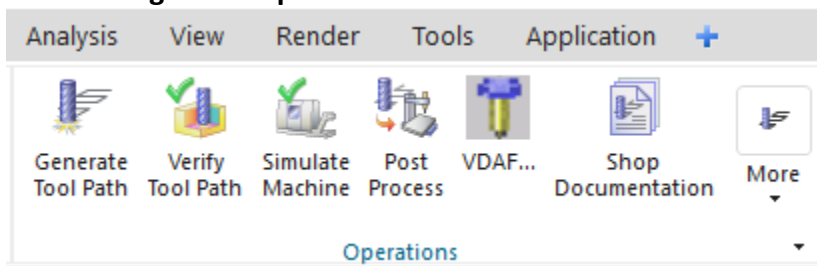 Analysis View Render Tools Application +
Generate Tool Path
Verify Tool Path
Simulate Machine
Post Process
VDAF...
Shop Documentation
More
Operations